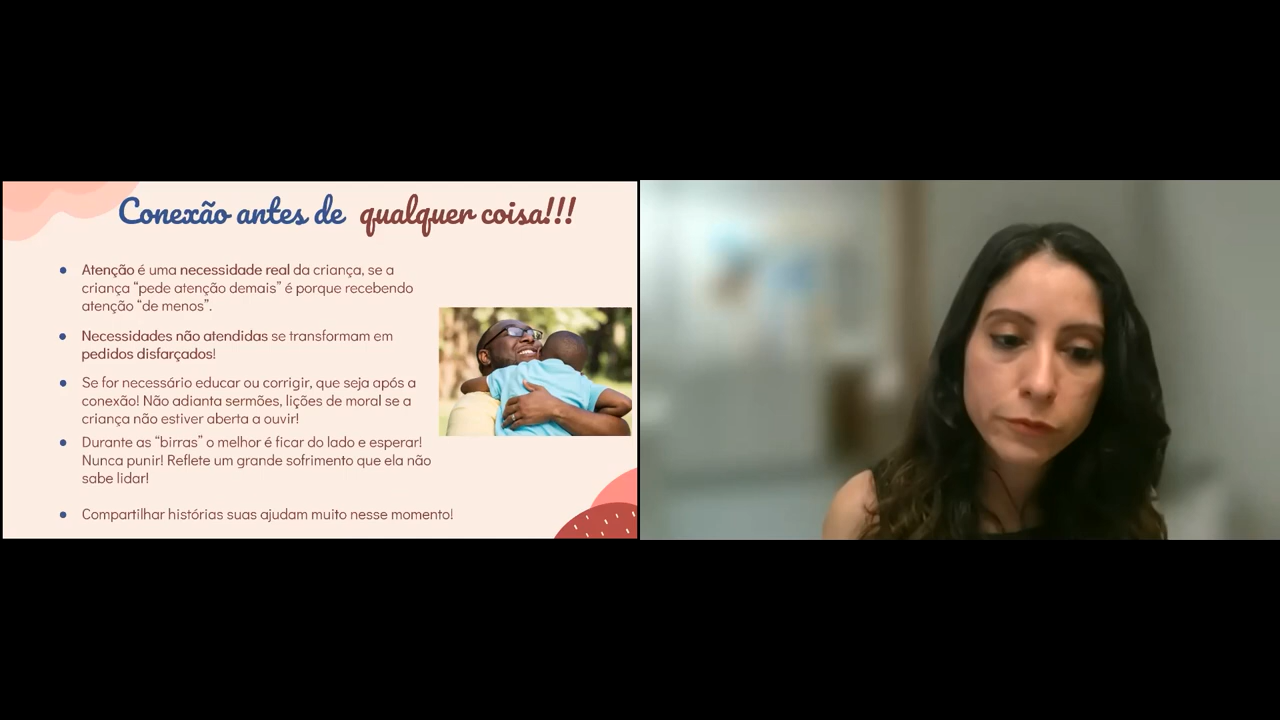 Conexão antes de qualquer coisa!!!
● Atenção é uma necessidade real da criança, se a
criança “pede atenção demais” é porque recebendo
atenção “de menos”.
● Necessidades não atendidas se transformam em
pedidos disfarçados!
● Se for necessário educar ou corrigir, que seja após a
conexão! Não adianta sermões, lições de moral se a
criança não estiver aberta a ouvir!
● Durante as “birras” o melhor é ficar do lado e esperar!
Nunca punir! Reflete um grande sofrimento que ela não
sabe lidar!
● Compartilhar histórias suas ajudam muito nesse momento!